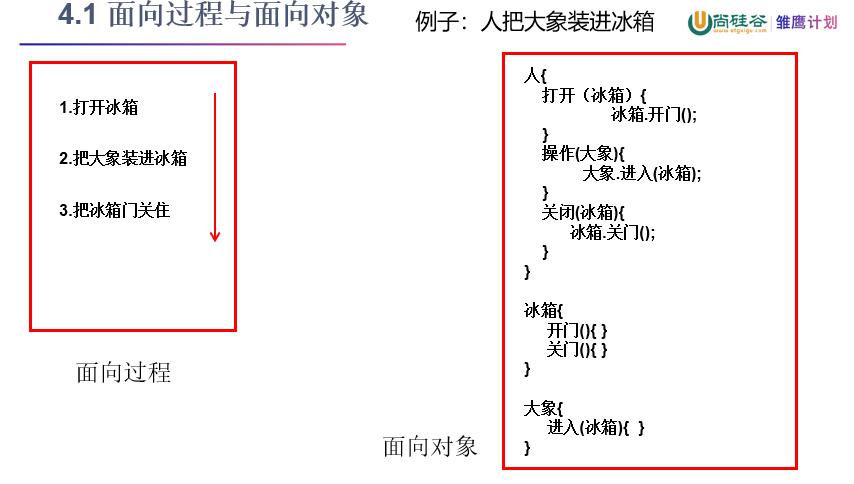 4.1 面向过程与面向对象
例子：人把大象装进冰箱
尚硅谷
www.atguigu.com
雏鹰计划
1.打开冰箱
2.把大象装进冰箱
3.把冰箱门关住
面向过程
人{
打开（冰箱）{
冰箱.开门();
}
操作(大象){
大象.进入(冰箱);
}
关闭(冰箱){
冰箱.关门();
}
}
冰箱{
开门(){ }
关门(){ }
}
大象{
进入(冰箱){ }
}
面向对象